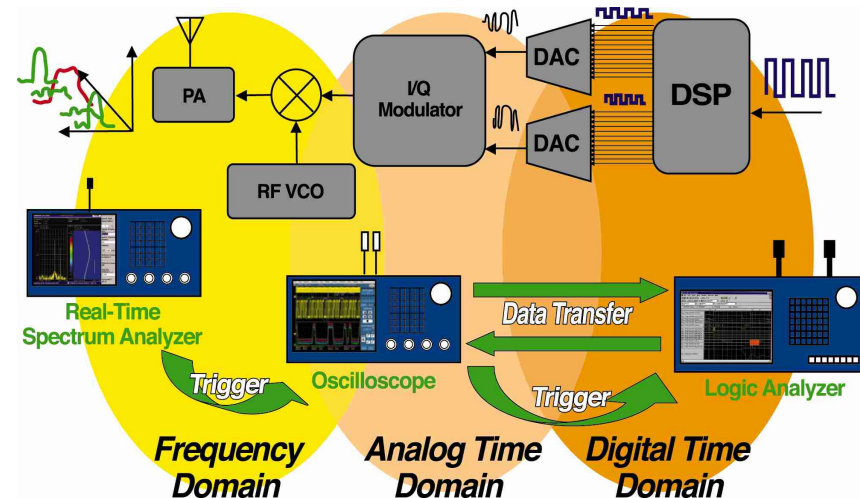 DAC
PA
I/Q
Modulator
DSP
DAC
RF VCO
Real-Time
Spectrum Analyzer
Data Transfer
Trigger
Oscilloscope
Trigger
Logic Analyzer
Frequency
Domain
Analog Time
Domain
Digital Time
Domain